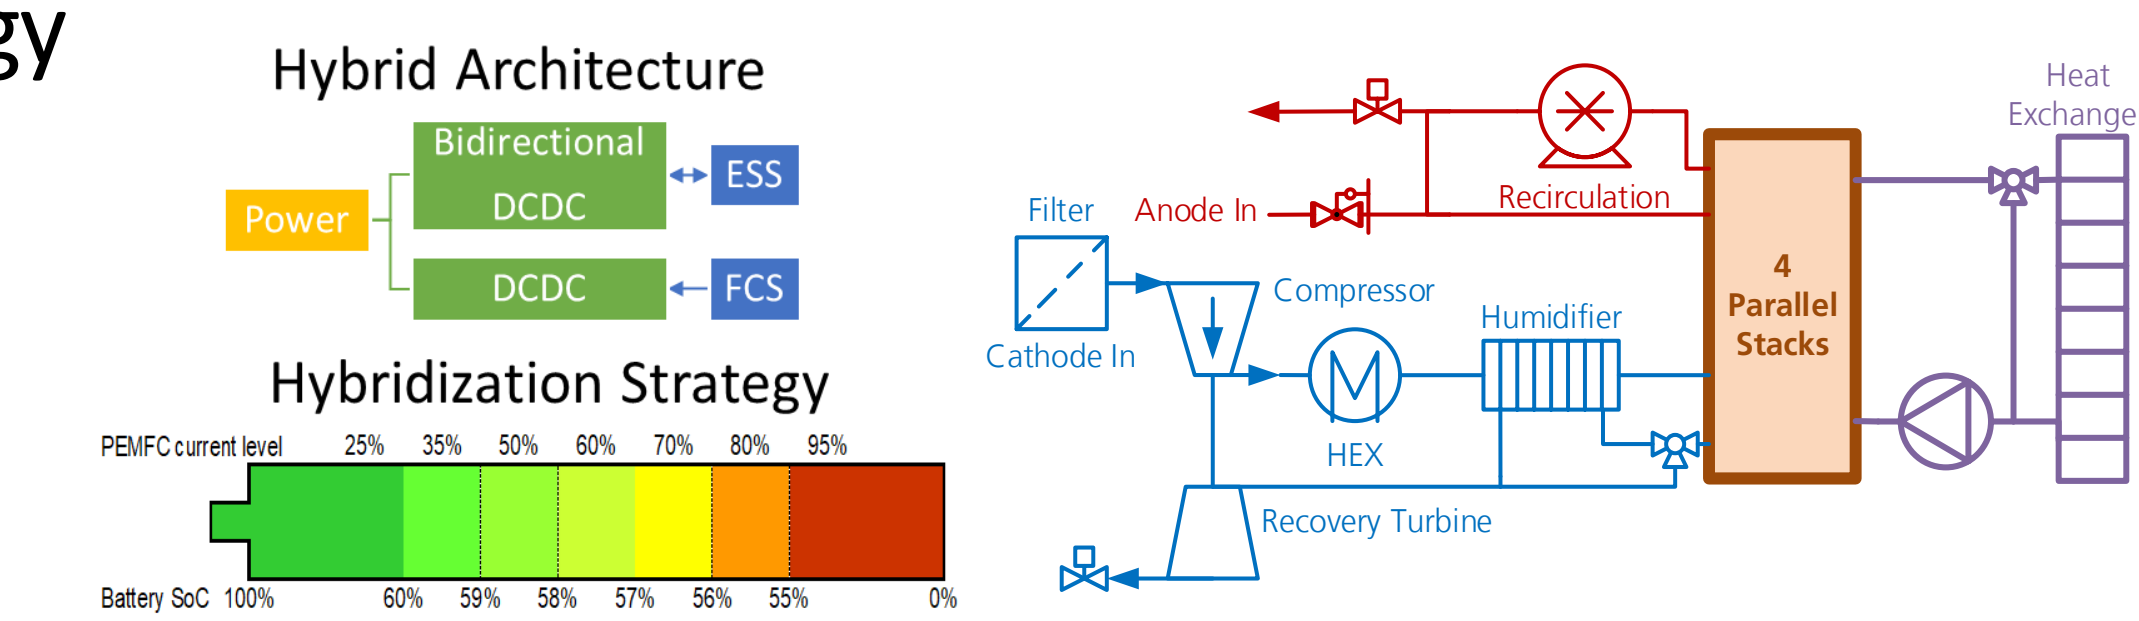 gy
Hybrid Architecture
Power
Bidirectional
DCDC
ESS
DCDC
FCS
Hybridization Strategy
PEMFC current level 25% 35% 50% 60% 70% 80% 95%
Battery SoC 100% 60% 59% 58% 57% 56% 55% 0%
Heat
Exchange
Recirculation
Anode In
Filter
Cathode In
Compressor
HEX
Humidifier
4
Parallel
Stacks
Recovery Turbine